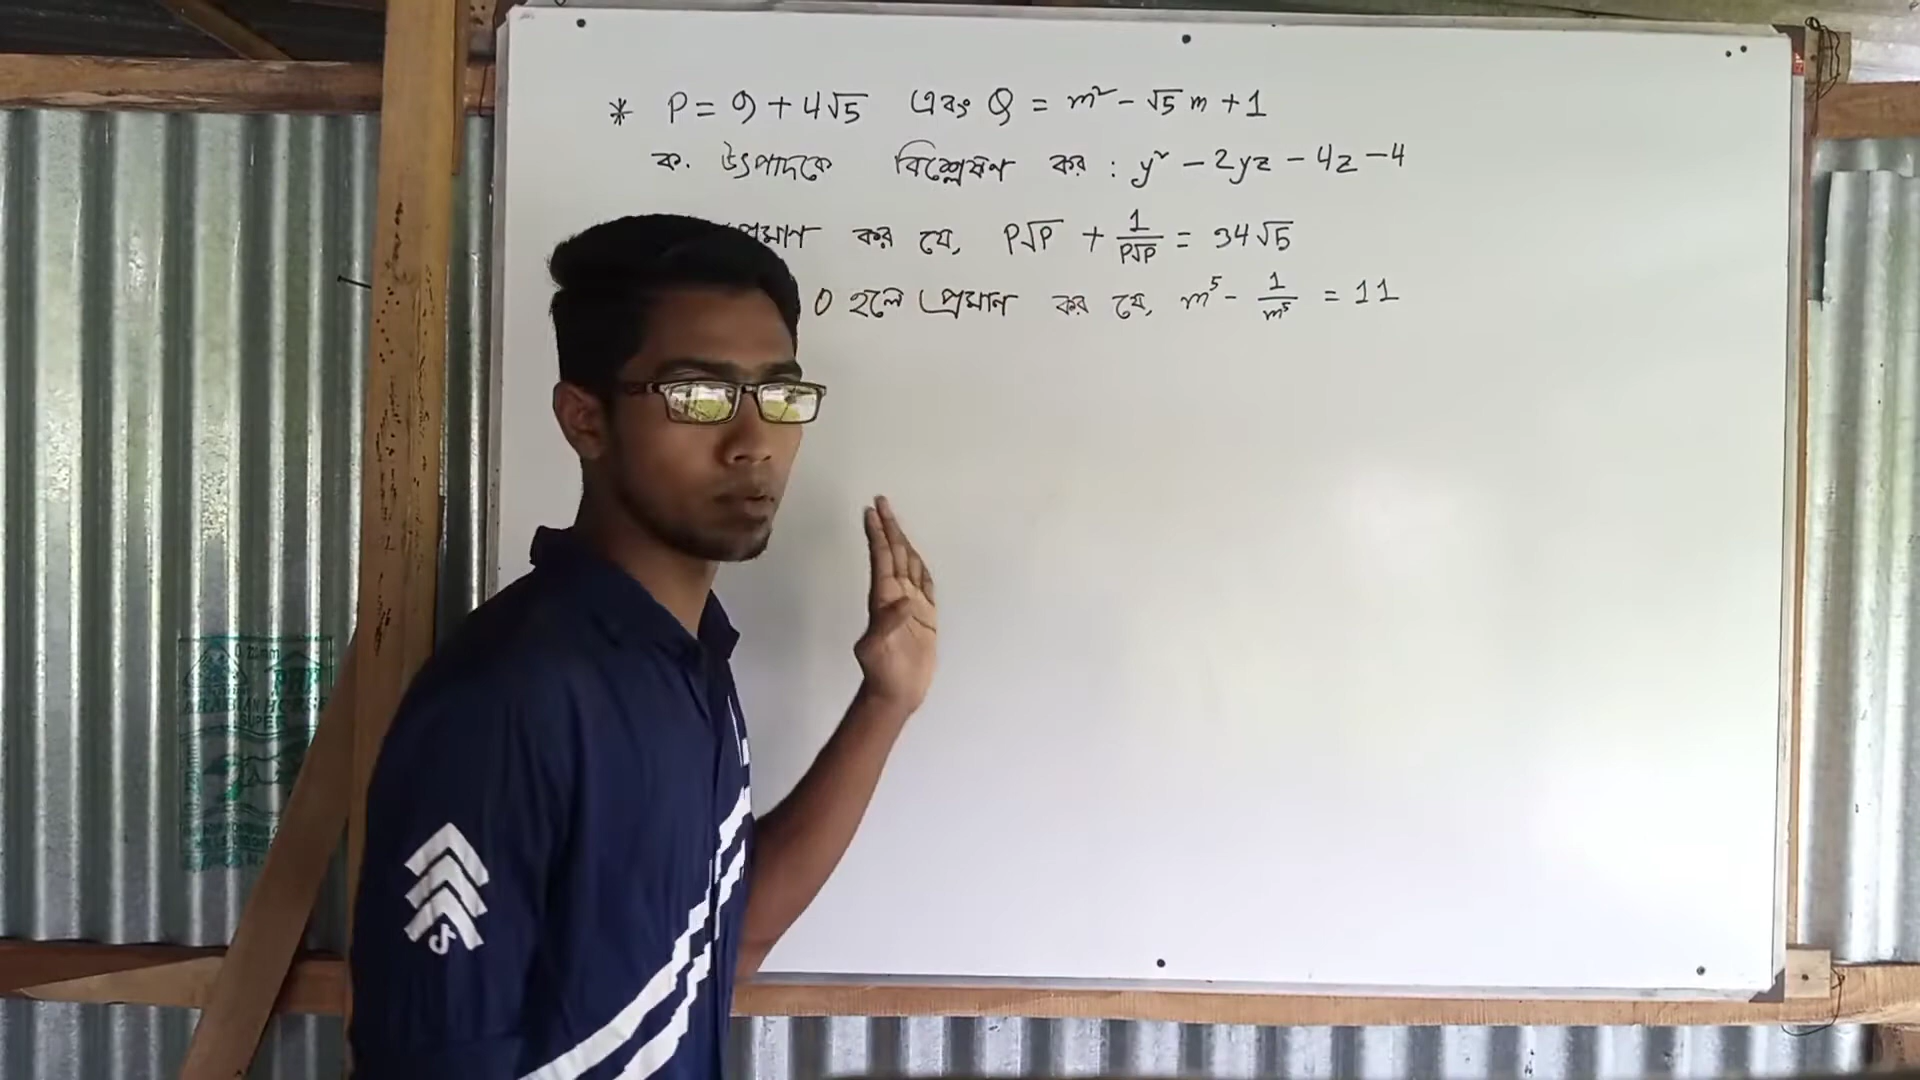 * P = 9 + 4√5 এবং Q = m² - √5 m + 1
ক. উৎপাদকে বিশ্লেষণ কর : y² - 2yz - 4z - 4
প্রমাণ কর যে, P√P + 1/P√P = 34√5
0 হলে প্রমান কর যে, m⁵ - 1/m⁵ = 11
SUPER